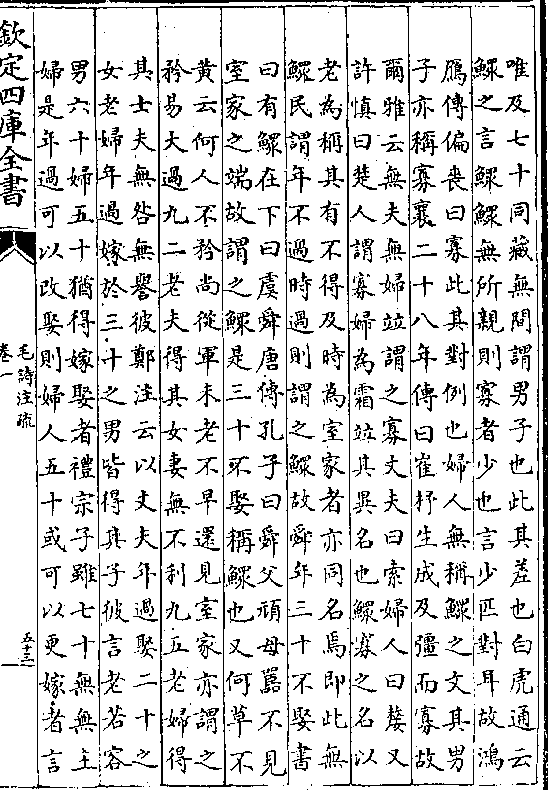 唯及七十同藏無間謂男子也此其差也白虎通云
鰥之言鰥鰥無所親則寡者少也言少匹對耳故鴻
鴈傳偏喪曰寡此其對例也婦人無稱鰥之文其男
子亦稱寡襄二十八年傳曰崔杼生成及彊而寡故
爾雅云無夫無婦竝謂之寡丈夫曰索婦人曰嫠又
許慎曰楚人謂寡婦為霜竝其異名也鰥寡之名以
老為稱其有不得及時為室家者亦同名焉即此無
鰥民謂年不過時過則謂之鰥故舜年三十不娶書
曰有鰥在下曰虞舜唐傳孔子曰舜父頑母嚚不見
室家之端故謂之鰥是三十不娶稱鰥也又何草不
黄云何人不矜尚從軍未老不早還見室家亦謂之
矜易大過九二老夫得其女妻無不利九五老婦得
其士夫無咎無譽彼鄭注云以丈夫年過娶二十之
女老婦年過嫁於三十之男皆得其子彼言老若容
男六十婦五十猶得嫁娶者禮宗子雖七十無無主
婦是年過可以改娶則婦人五十或可以更嫁者言
欽定四庫全書
毛詩注疏
卷一
五十三